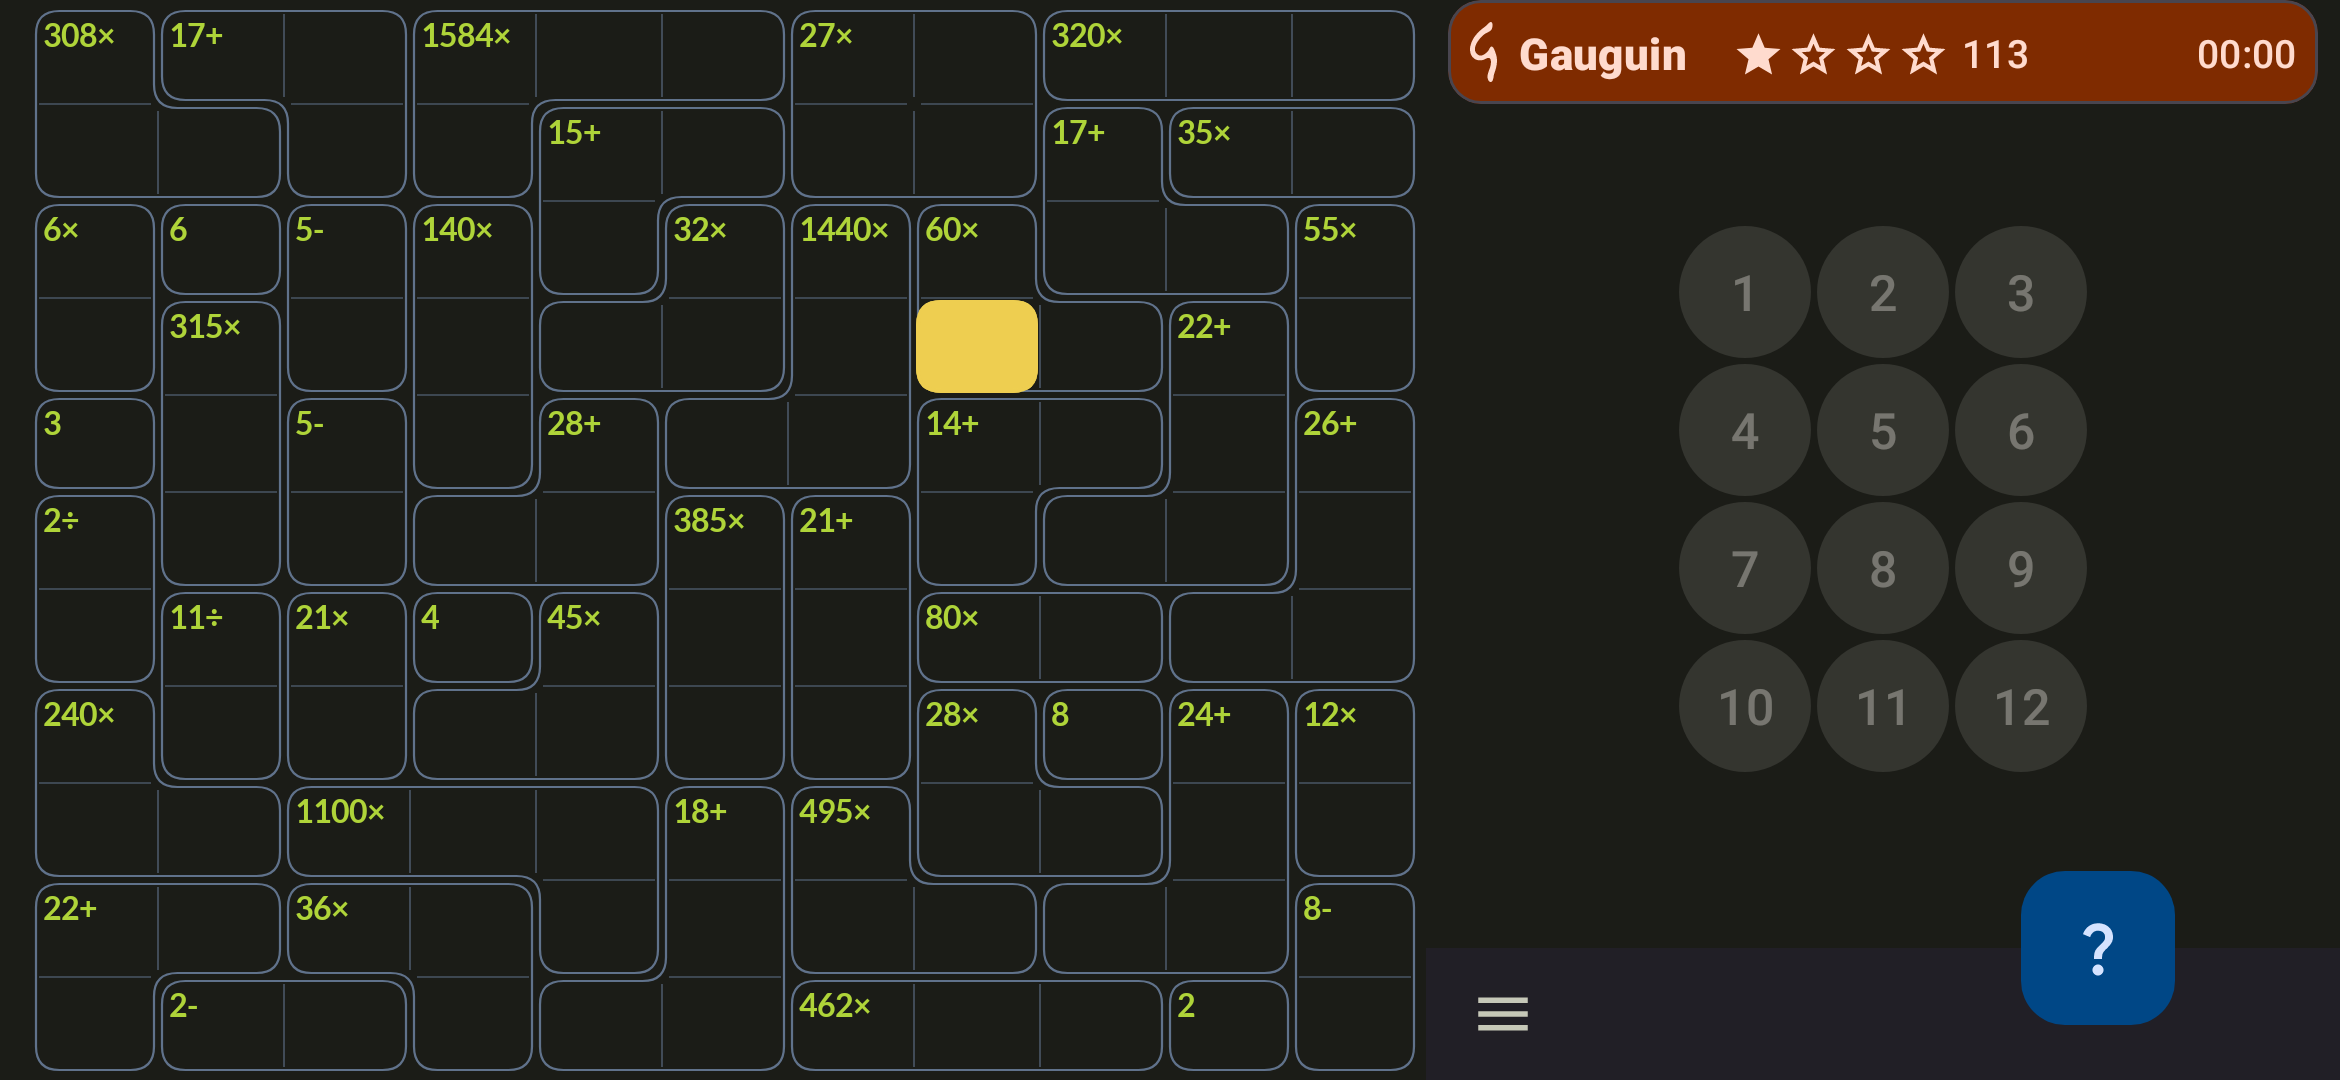 308× 17+ 1584× 27× 320×
15+ 17+ 35×
6× 6 5- 140× 32× 1440× 60× 55×
315× 22+
3 5- 28+ 14+ 26+
2÷ 385× 21+
11÷ 21× 4 45× 80×
240× 28× 8 24+ 12×
1100× 18+ 495×
22+ 36× 8-
2- 462× 2
Gauguin 113 00:00
1 2 3
4 5 6
7 8 9
10 11 12
?